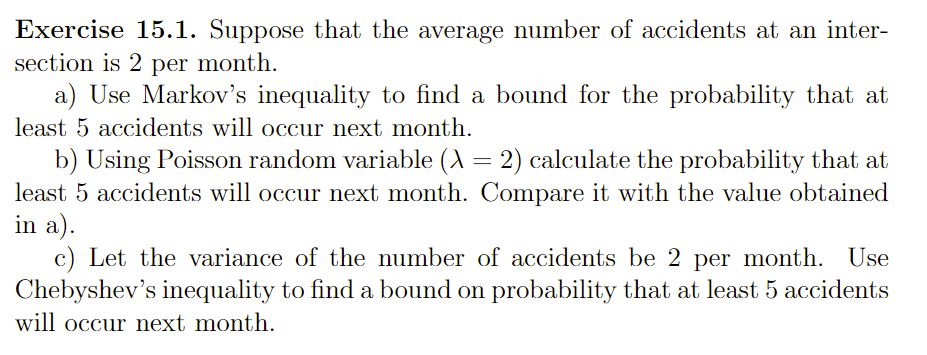 Exercise 15.1. Suppose that the average number of accidents at an inter-
section is 2 per month.
a) Use Markov's inequality to find a bound for the probability that at
least 5 accidents will occur next month.
b) Using Poisson random variable (λ = 2) calculate the probability that at
least 5 accidents will occur next month. Compare it with the value obtained
in a).
c) Let the variance of the number of accidents be 2 per month. Use
Chebyshev's inequality to find a bound on probability that at least 5 accidents
will occur next month.